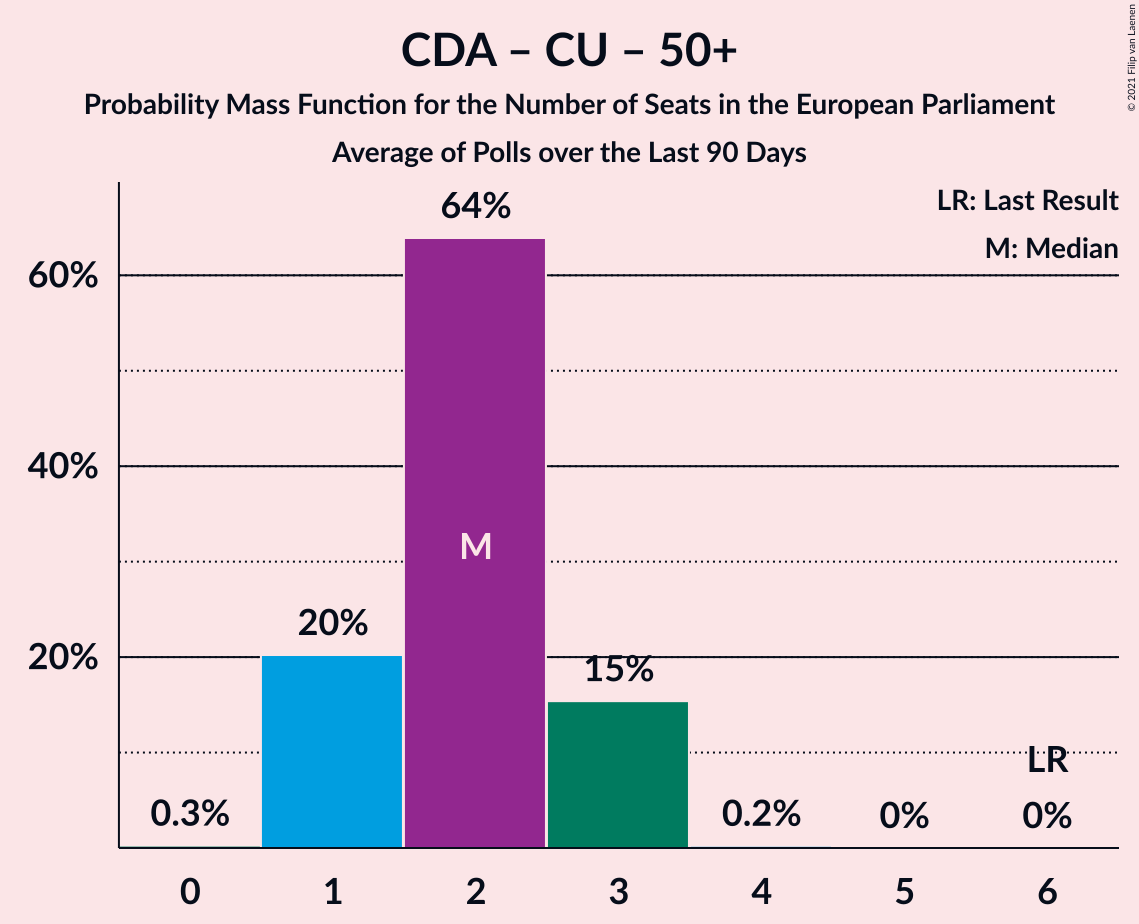 CDA – CU – 50+
Probability Mass Function for the Number of Seats in the European Parliament
Average of Polls over the Last 90 Days
© 2021 Filip van Laenen
LR: Last Result
M: Median
64%
60%
40%
M
20%
20%
15%
LR
0.3%
0.2%
0%
0%
0 1 2 3 4 5 6